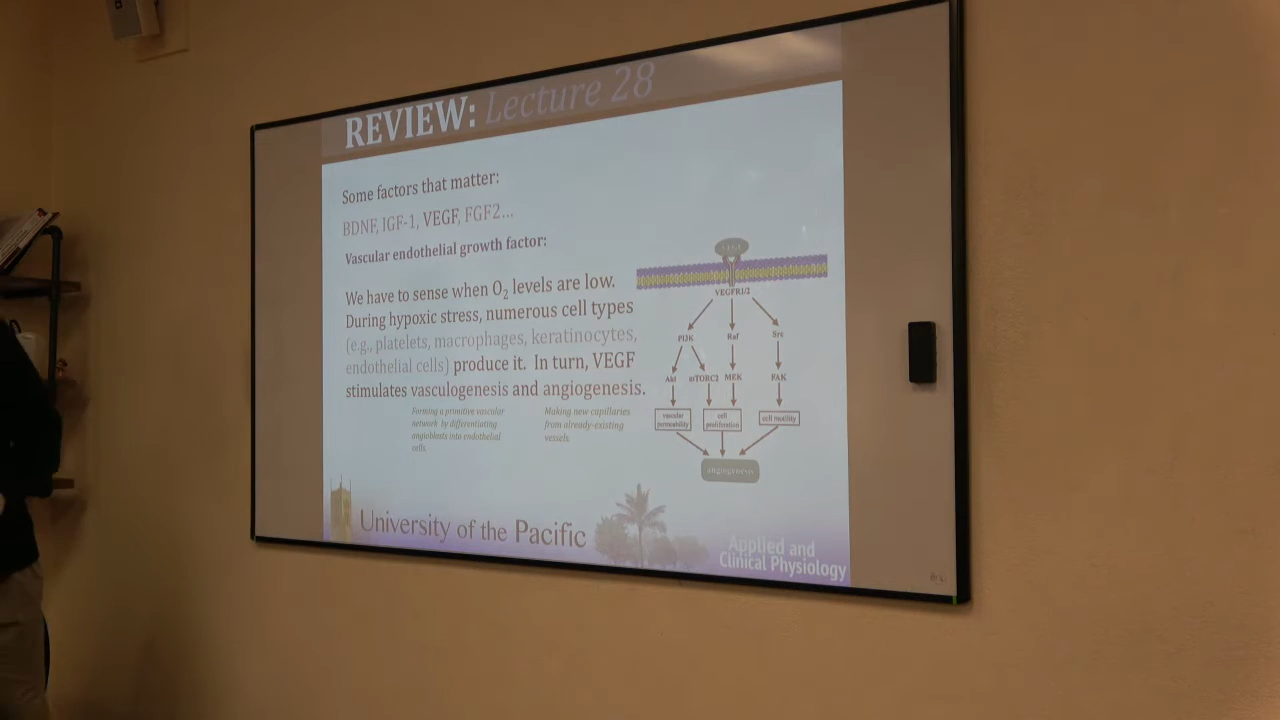 REVIEW: Lecture 28
Some factors that matter:
BDNF, IGF-1, VEGF, FGF2...
Vascular endothelial growth factor:
We have to sense when O₂ levels are low.
During hypoxic stress, numerous cell types
(e.g., platelets, macrophages, keratinocytes,
endothelial cells) produce it. In turn, VEGF
stimulates vasculogenesis and angiogenesis.
Forming a primitive vascular
network by differentiating
angioblasts into endothelial
cells.
Making new capillaries
from already-existing
vessels.
VEGFR1/2
PI3K
Raf
Src
Akt
mTORC2
MEK
FAK
vascular
permeability
cell
proliferation
cell motility
angiogenesis
University of the Pacific
Applied and
Clinical Physiology